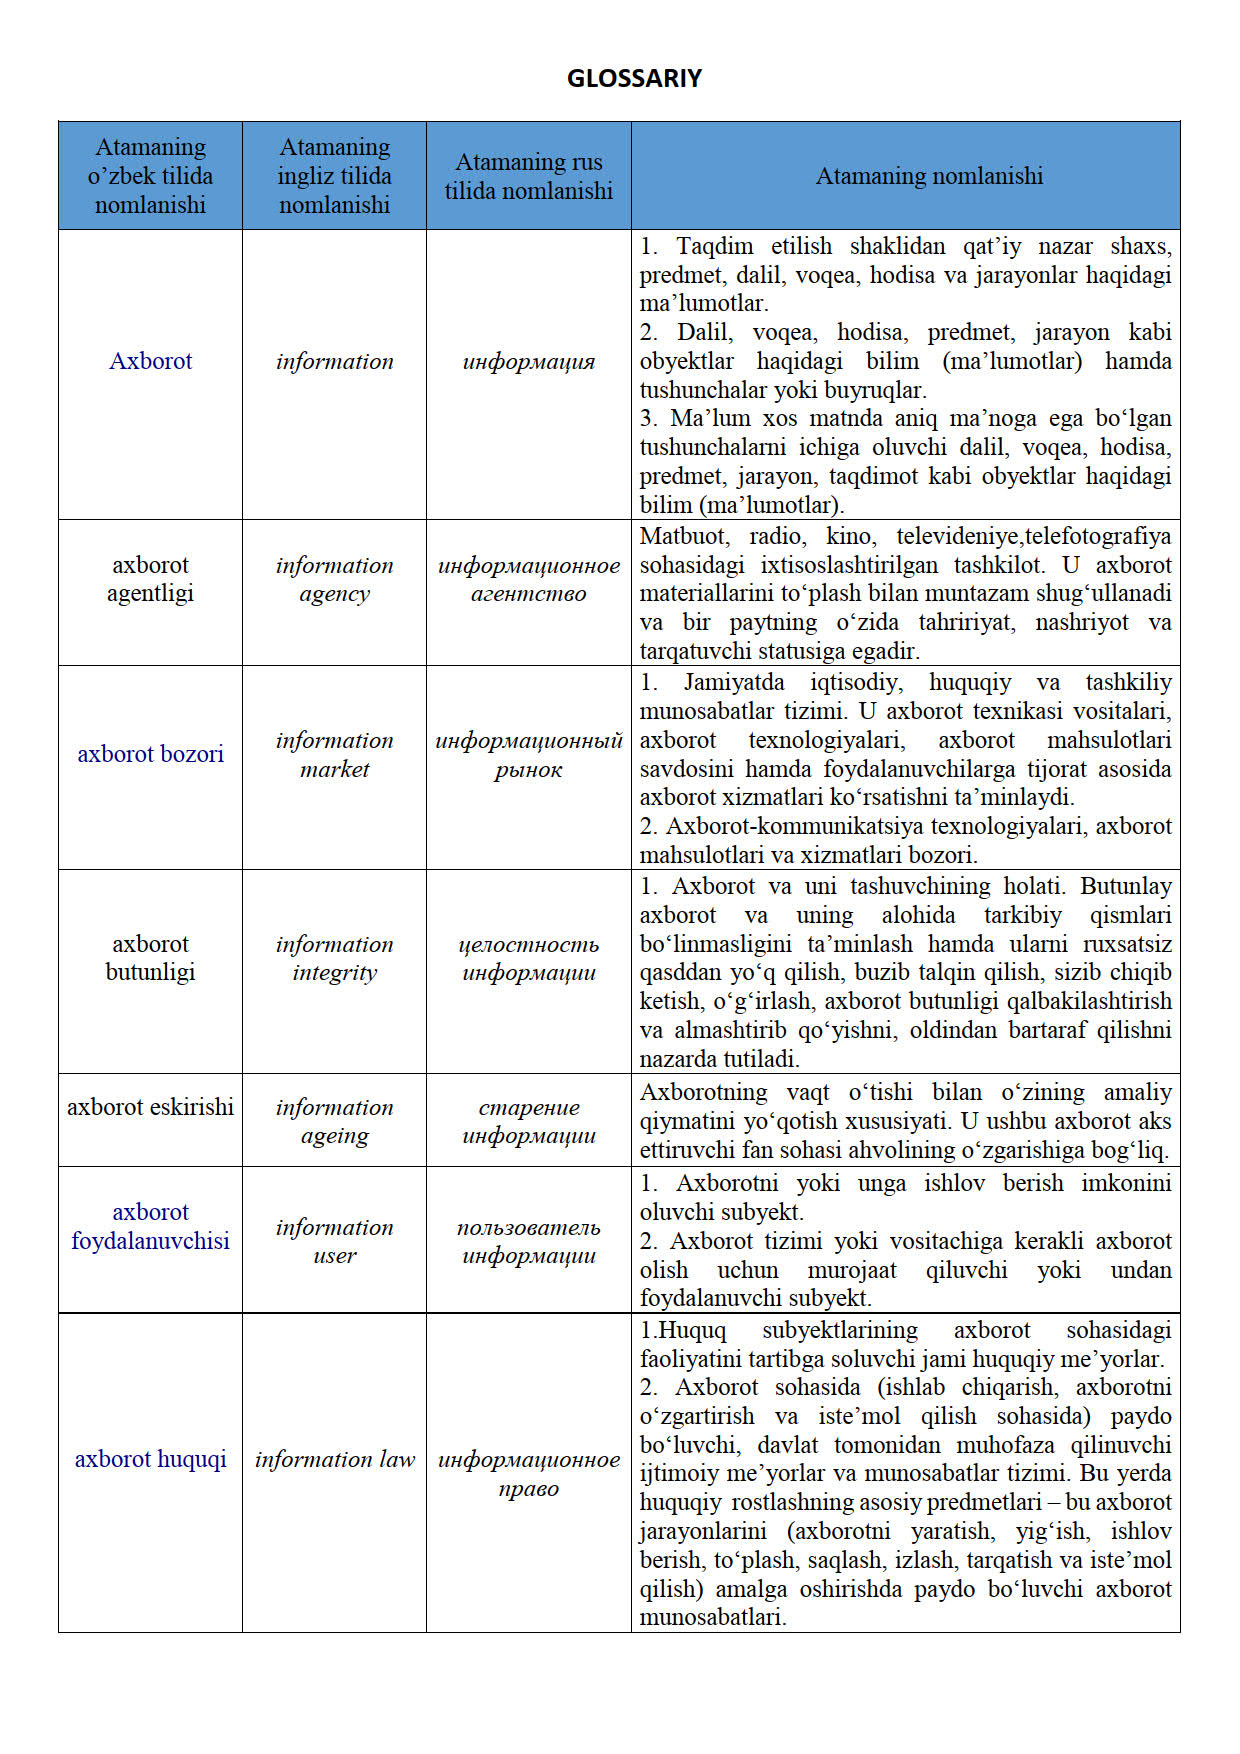 GLOSSARIY
Atamaning
o’zbek tilida
nomlanishi
Atamaning
ingliz tilida
nomlanishi
Atamaning rus
tilida nomlanishi
Atamaning nomlanishi
Axborot
information
информация
1. Taqdim etilish shaklidan qat’iy nazar shaxs,
predmet, dalil, voqea, hodisa va jarayonlar haqidagi
ma’lumotlar.
2. Dalil, voqea, hodisa, predmet, jarayon kabi
obyektlar haqidagi bilim (ma’lumotlar) hamda
tushunchalar yoki buyruqlar.
3. Ma’lum xos matnda aniq ma’noga ega bo‘lgan
tushunchalarni ichiga oluvchi dalil, voqea, hodisa,
predmet, jarayon, taqdimot kabi obyektlar haqidagi
bilim (ma’lumotlar).
axborot
agentligi
information
agency
информационное
агентство
Matbuot, radio, kino, televideniye,telefotografiya
sohasidagi ixtisoslashtirilgan tashkilot. U axborot
materiallarini to‘plash bilan muntazam shug‘ullanadi
va bir paytning o‘zida tahririyat, nashriyot va
tarqatuvchi statusiga egadir.
axborot bozori
information
market
информационный
рынок
1. Jamiyatda iqtisodiy, huquqiy va tashkiliy
munosabatlar tizimi. U axborot texnikasi vositalari,
axborot texnologiyalari, axborot mahsulotlari
savdosini hamda foydalanuvchilarga tijorat asosida
axborot xizmatlari ko‘rsatishni ta’minlaydi.
2. Axborot-kommunikatsiya texnologiyalari, axborot
mahsulotlari va xizmatlari bozori.
axborot
butunligi
information
integrity
целостность
информации
1. Axborot va uni tashuvchining holati. Butunlay
axborot va uning alohida tarkibiy qismlari
bo‘linmasligini ta’minlash hamda ularni ruxsatsiz
qasddan yo‘q qilish, buzib talqin qilish, sizib chiqib
ketish, o‘g‘irlash, axborot butunligi qalbakilashtirish
va almashtirib qo‘yishni, oldindan bartaraf qilishni
nazarda tutiladi.
axborot eskirishi
information
ageing
старение
информации
Axborotning vaqt o‘tishi bilan o‘zining amaliy
qiymatini yo‘qotish xususiyati. U ushbu axborot aks
ettiruvchi fan sohasi ahvolining o‘zgarishiga bog‘liq.
axborot
foydalanuvchisi
information
user
пользователь
информации
1. Axborotni yoki unga ishlov berish imkonini
oluvchi subyekt.
2. Axborot tizimi yoki vositachiga kerakli axborot
olish uchun murojaat qiluvchi yoki undan
foydalanuvchi subyekt.
axborot huquqi
information law
информационное
право
1.Huquq subyektlarining axborot sohasidagi
faoliyatini tartibga soluvchi jami huquqiy me’yorlar.
2. Axborot sohasida (ishlab chiqarish, axborotni
o‘zgartirish va iste’mol qilish sohasida) paydo
bo‘luvchi, davlat tomonidan muhofaza qilinuvchi
ijtimoiy me’yorlar va munosabatlar tizimi. Bu yerda
huquqiy rostlashning asosiy predmetlari – bu axborot
jarayonlarini (axborotni yaratish, yig‘ish, ishlov
berish, to‘plash, saqlash, izlash, tarqatish va iste’mol
qilish) amalga oshirishda paydo bo‘luvchi axborot
munosabatlari.